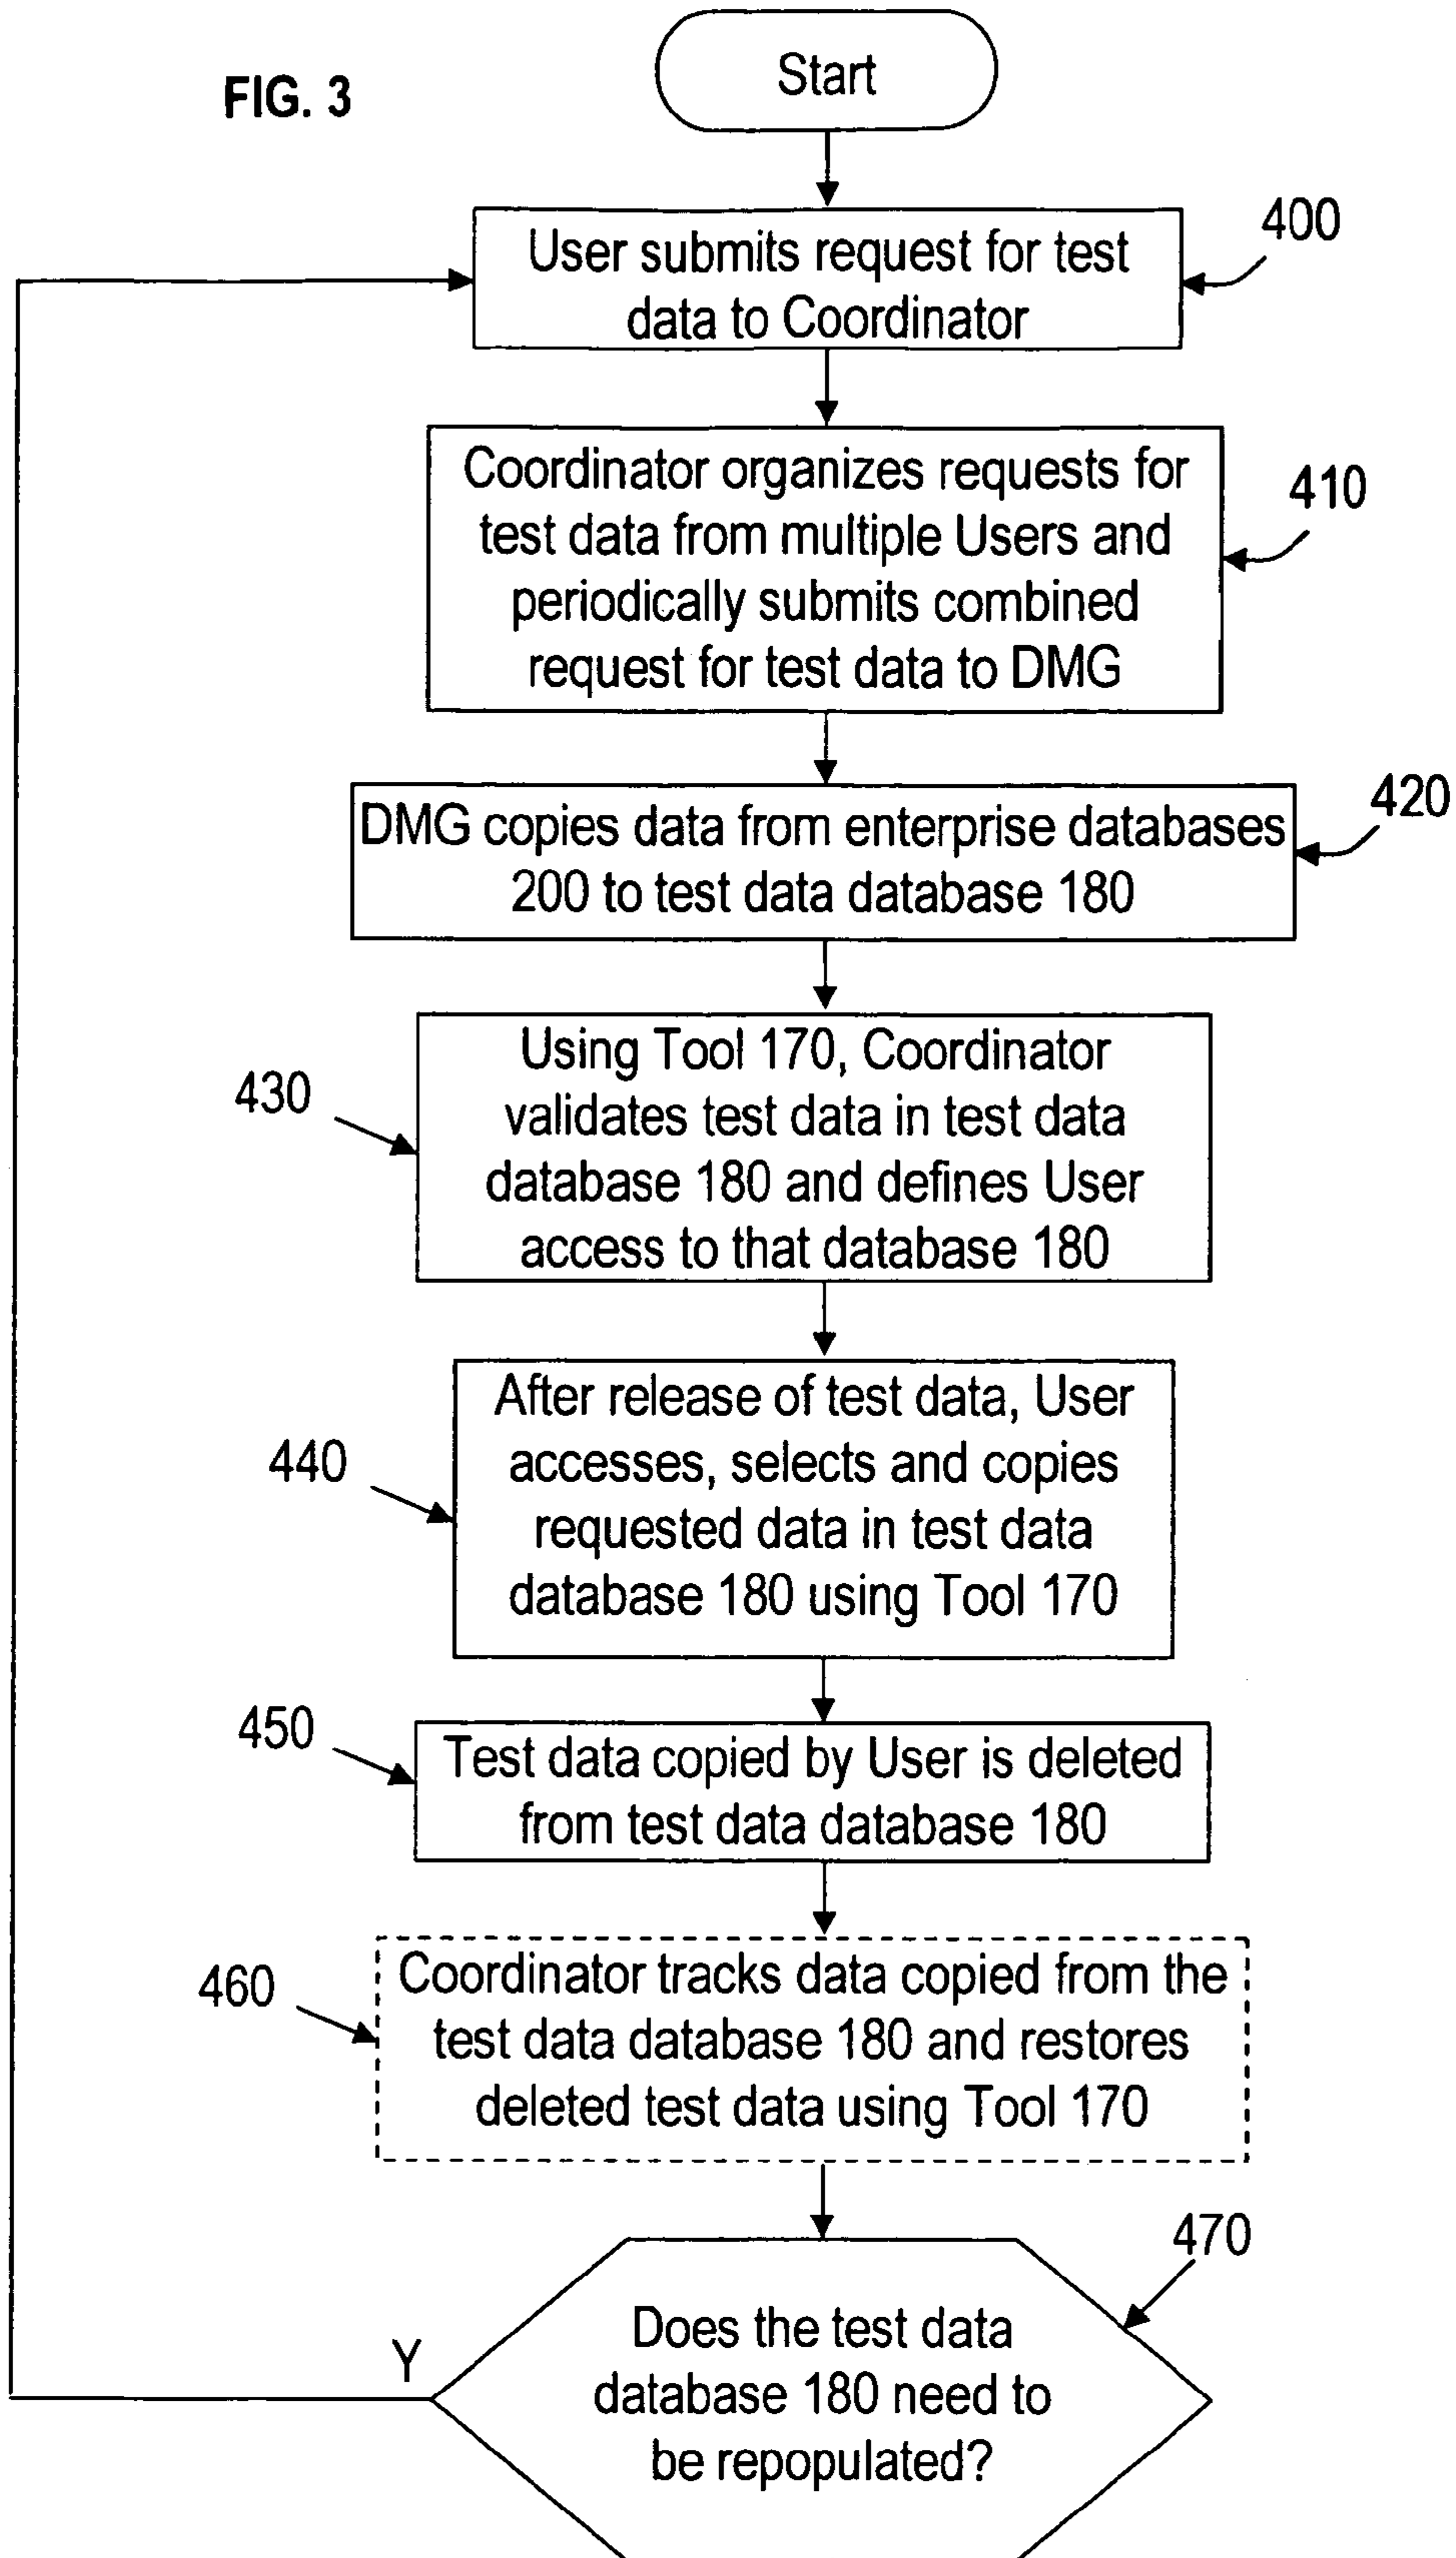 FIG. 3
Start
User submits request for test
data to Coordinator
400
Coordinator organizes requests for
test data from multiple Users and
periodically submits combined
request for test data to DMG
410
DMG copies data from enterprise databases
200 to test data database 180
420
Using Tool 170, Coordinator
validates test data in test data
database 180 and defines User
access to that database 180
430
After release of test data, User
accesses, selects and copies
requested data in test data
database 180 using Tool 170
440
Test data copied by User is deleted
from test data database 180
450
Coordinator tracks data copied from the
test data database 180 and restores
deleted test data using Tool 170
460
Does the test data
database 180 need to
be repopulated?
470
Y